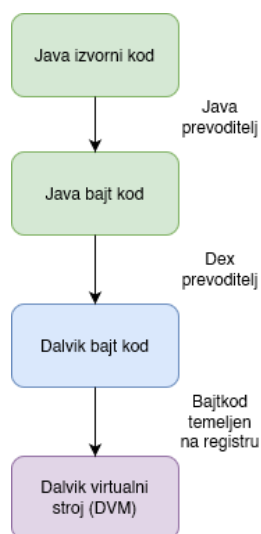 Java izvorni kod
Java
prevoditelj
Java bajt kod
Dex
prevoditelj
Dalvik bajt kod
Bajtkod
temeljen
na registru
Dalvik virtualni
stroj (DVM)